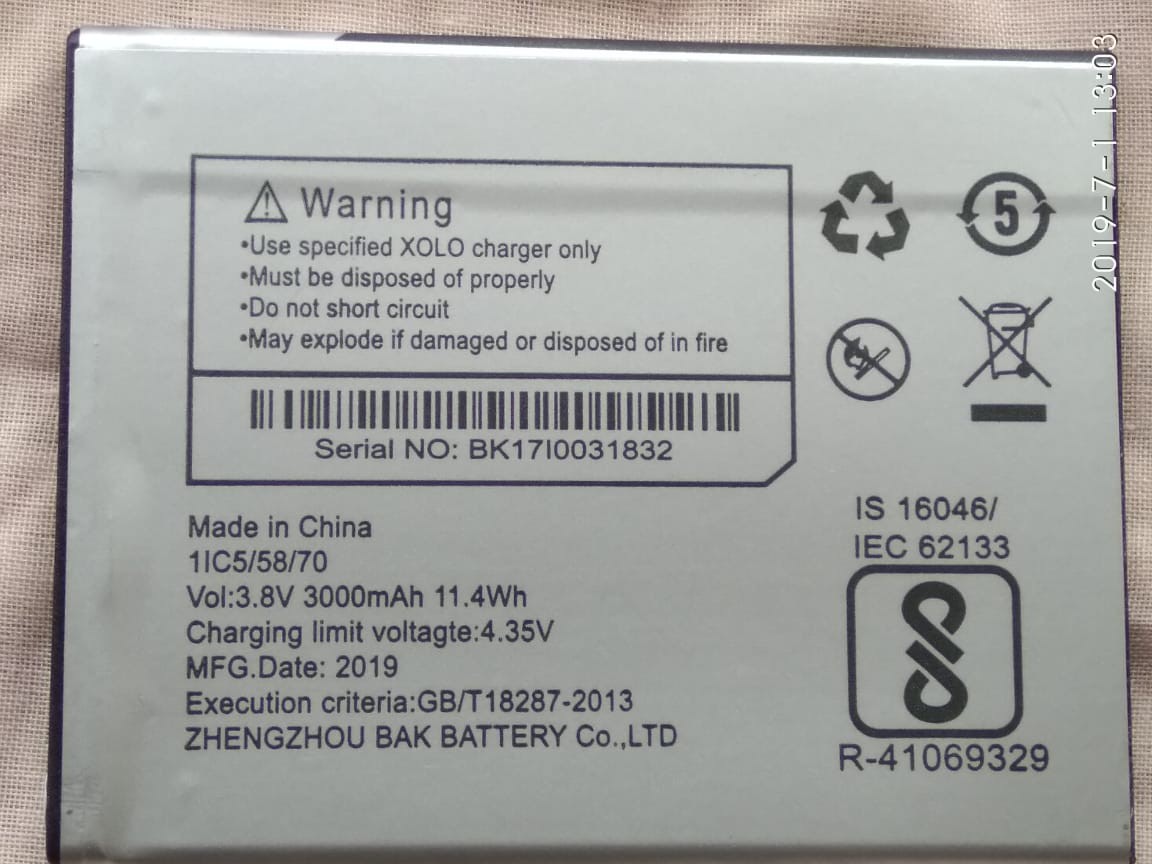 Warning
•Use specified XOLO charger only
•Must be disposed of properly
•Do not short circuit
•May explode if damaged or disposed of in fire
Serial NO: BK17I0031832
5
Made in China
1IC5/58/70
Vol:3.8V 3000mAh 11.4Wh
Charging limit voltagte:4.35V
MFG.Date: 2019
Execution criteria:GB/T18287-2013
ZHENGZHOU BAK BATTERY Co.,LTD
IS 16046/
IEC 62133
R-41069329
2019-7-1 13:03